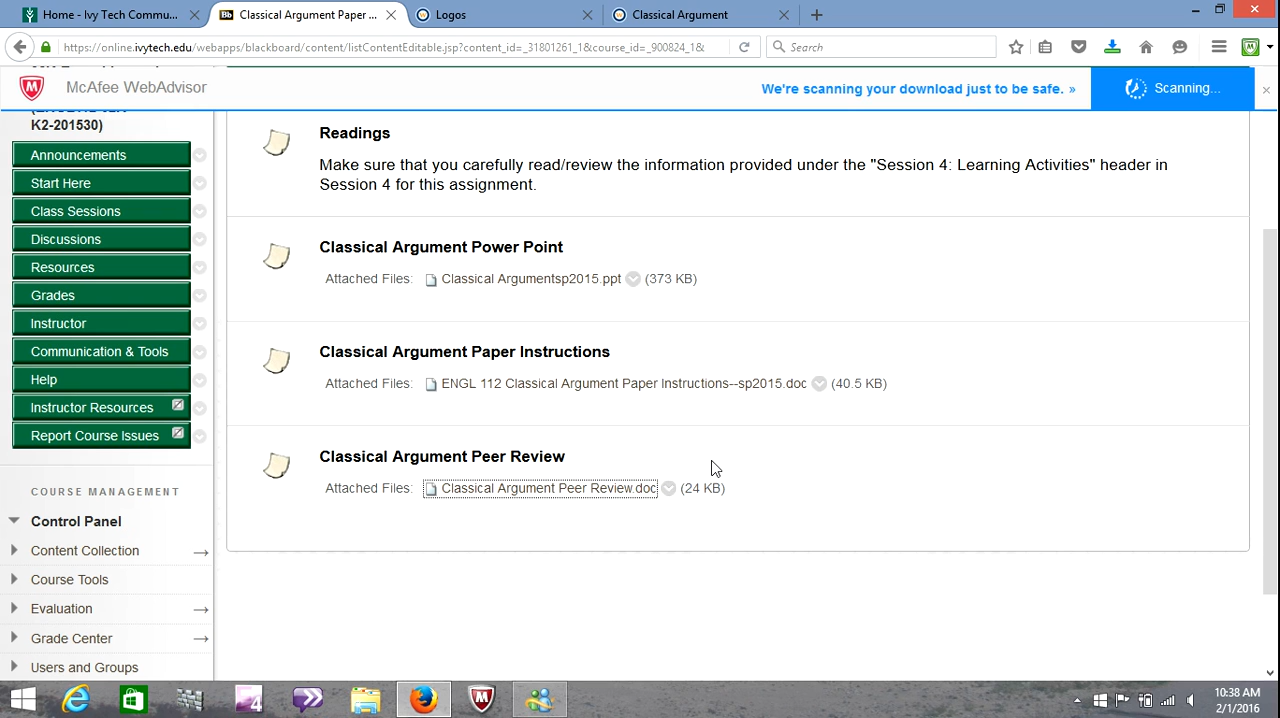 Home - Ivy Tech Commu...
Bb
Classical Argument Paper ...
Logos
Classical Argument
https://online.ivytech.edu/webapps/blackboard/content/listContentEditable.jsp?content_id=_31801261_1&course_id=_900824_1&
Search
McAfee WebAdvisor
We're scanning your download just to be safe. »
Scanning...
K2-201530)
Announcements
Start Here
Class Sessions
Discussions
Resources
Grades
Instructor
Communication & Tools
Help
Instructor Resources
Report Course Issues
COURSE MANAGEMENT
Control Panel
Content Collection
Course Tools
Evaluation
Grade Center
Users and Groups
Readings
Make sure that you carefully read/review the information provided under the "Session 4: Learning Activities" header in
Session 4 for this assignment.
Classical Argument Power Point
Attached Files: Classical Argumentsp2015.ppt (373 KB)
Classical Argument Paper Instructions
Attached Files: ENGL 112 Classical Argument Paper Instructions--sp2015.doc (40.5 KB)
Classical Argument Peer Review
Attached Files: Classical Argument Peer Review.doc (24 KB)
10:38 AM
2/1/2016